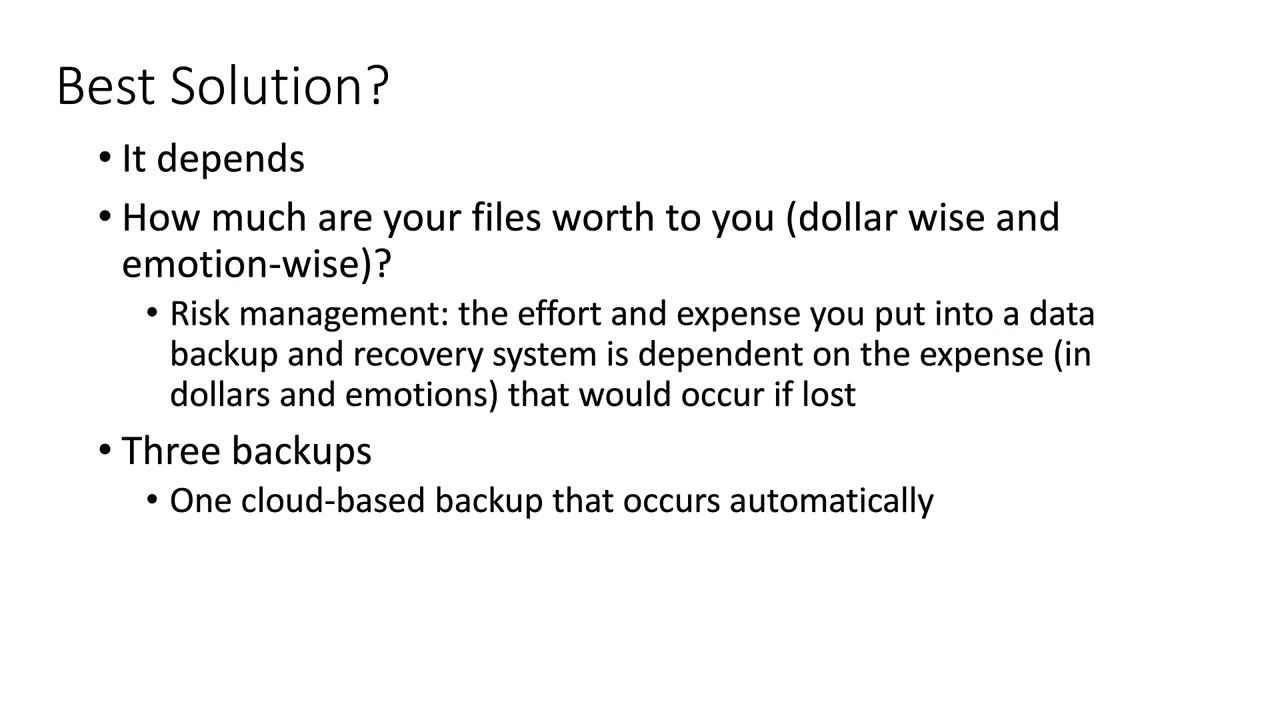 Best Solution?
• It depends
• How much are your files worth to you (dollar wise and
emotion-wise)?
• Risk management: the effort and expense you put into a data
backup and recovery system is dependent on the expense (in
dollars and emotions) that would occur if lost
• Three backups
• One cloud-based backup that occurs automatically